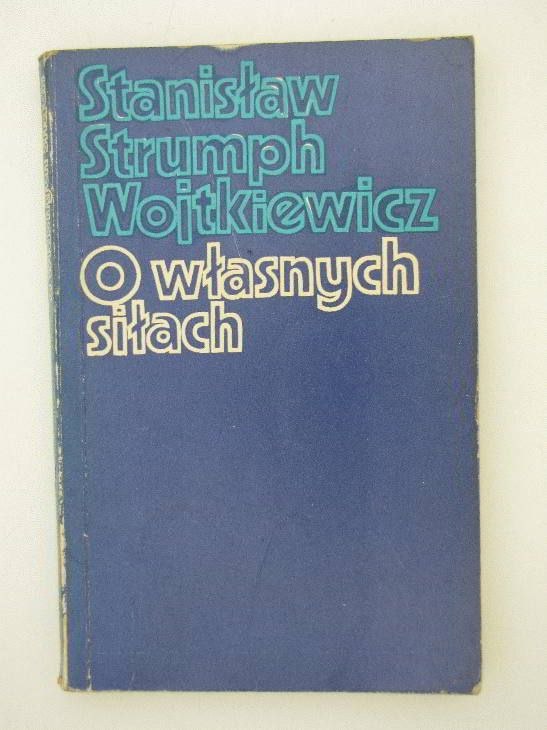 Stanisław
Strumph
Wojtkiewicz
O własnych
siłach